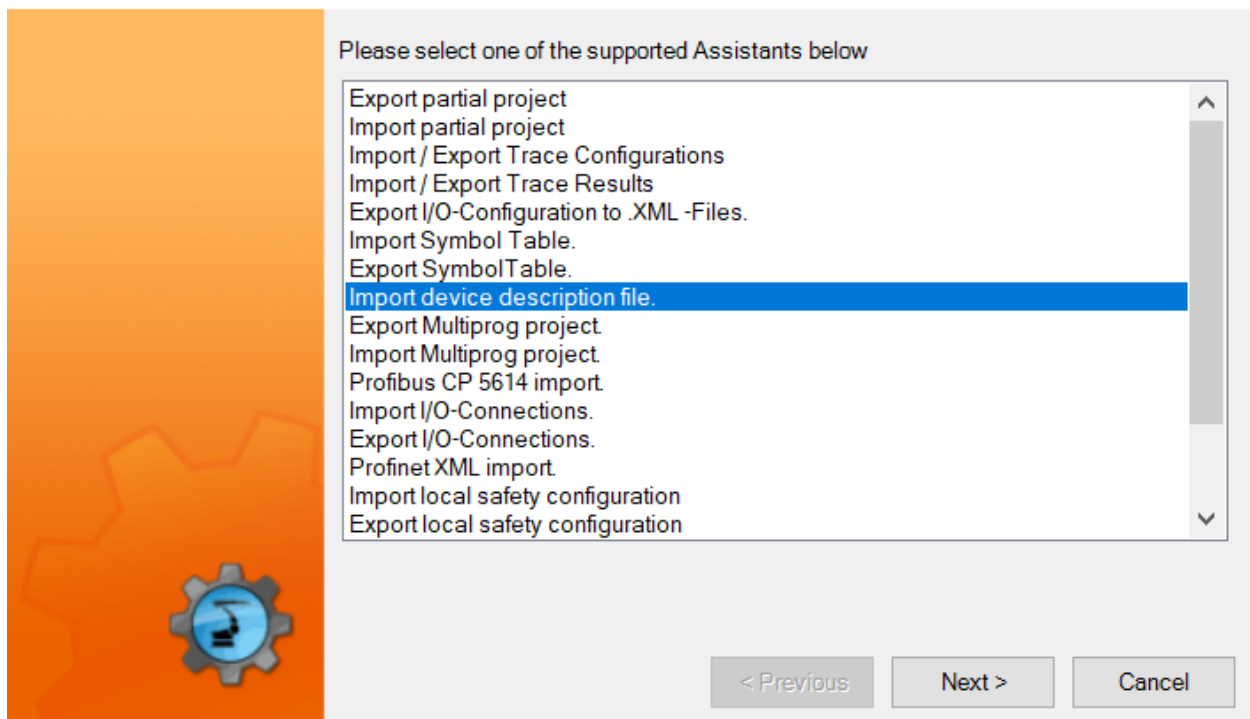 Please select one of the supported Assistants below
Export partial project
Import partial project
Import / Export Trace Configurations
Import / Export Trace Results
Export I/O-Configuration to .XML -Files.
Import Symbol Table.
Export SymbolTable.
Import device description file.
Export Multiprog project.
Import Multiprog project.
Profibus CP 5614 import.
Import I/O-Connections.
Export I/O-Connections.
Profinet XML import.
Import local safety configuration
Export local safety configuration
< Previous Next > Cancel